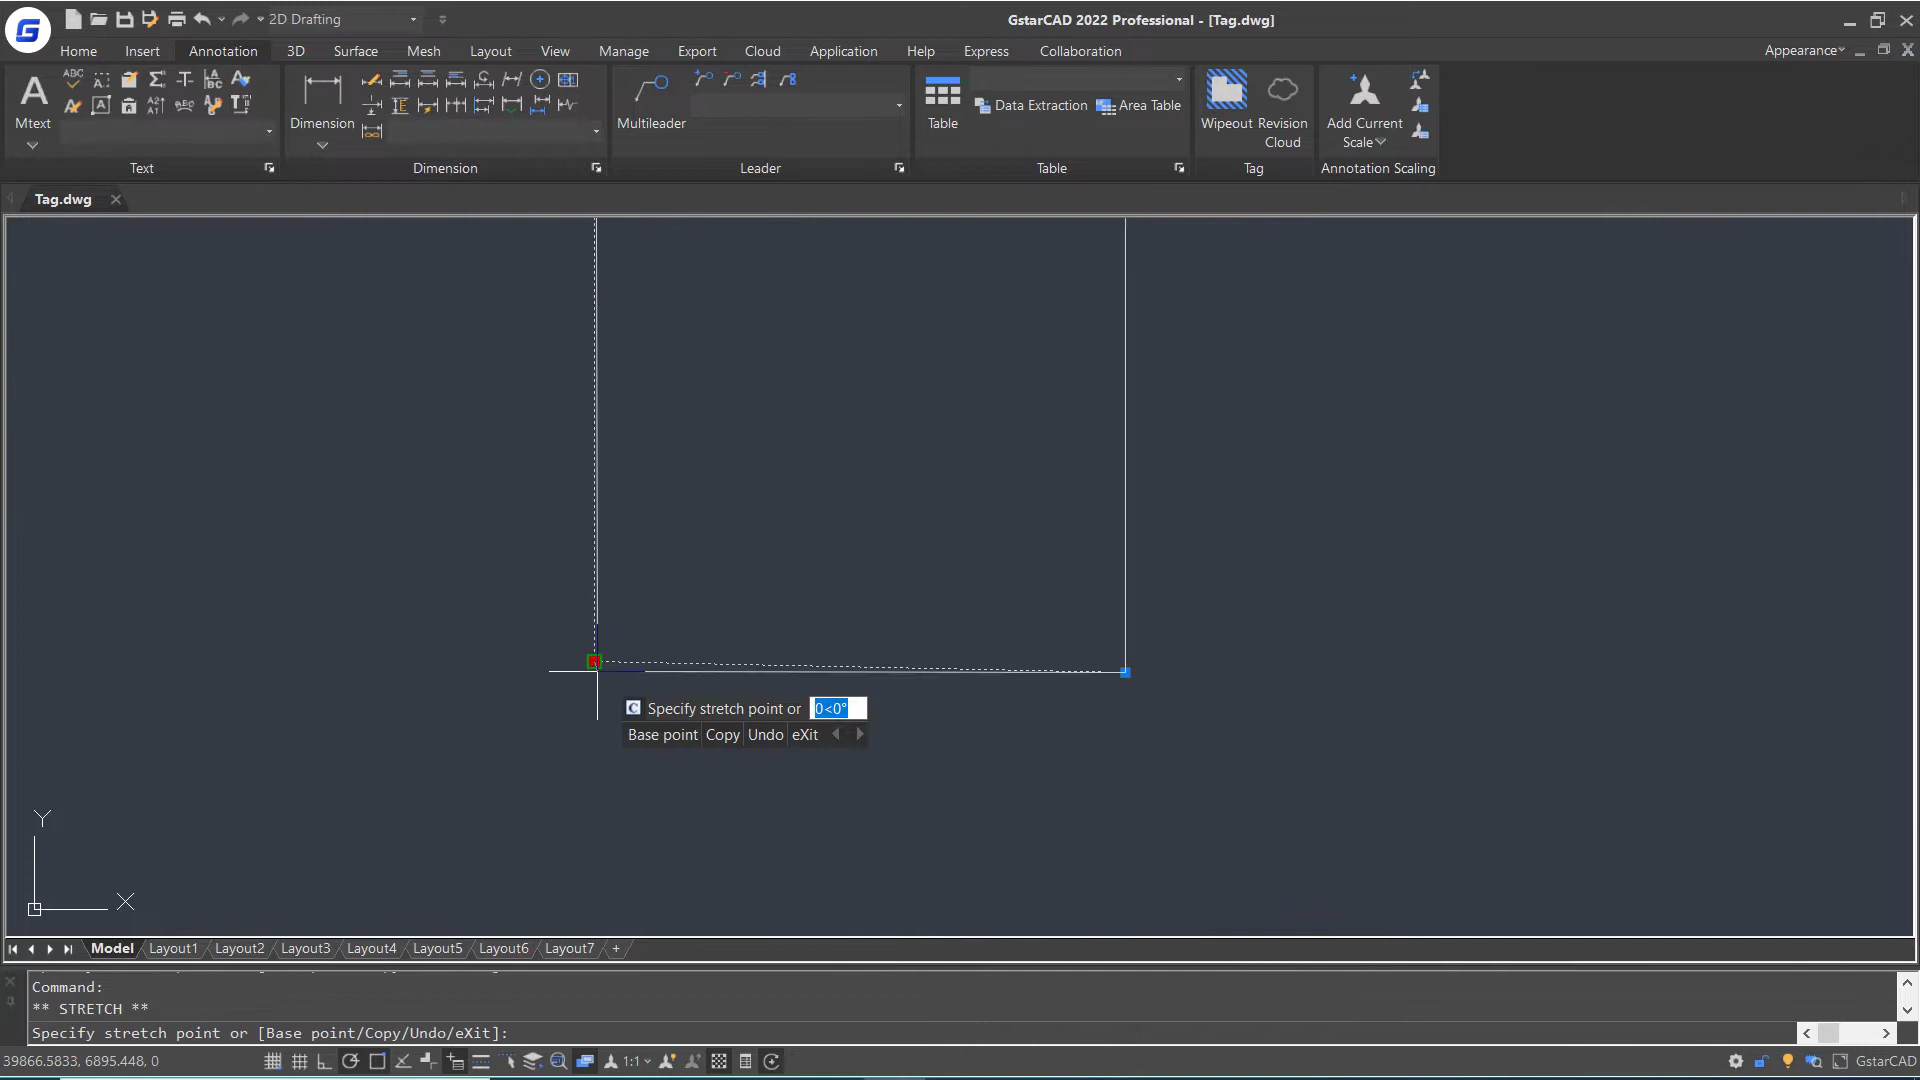 2D Drafting
GstarCAD 2022 Professional - [Tag.dwg]
Home Insert Annotation 3D Surface Mesh Layout View Manage Export Cloud Application Help Express Collaboration
Appearance
Mtext
Dimension
Multileader
Table
Data Extraction
Area Table
Wipeout
Revision
Cloud
Add Current
Scale
Text
Dimension
Leader
Table
Tag
Annotation Scaling
Tag.dwg
Specify stretch point or 0<0°
Base point Copy Undo eXit
Y
X
Model Layout1 Layout2 Layout3 Layout4 Layout5 Layout6 Layout7 +
Command:
** STRETCH **
Specify stretch point or [Base point/Copy/Undo/eXit]:
39866.5833, 6895.448, 0
1:1
GstarCAD